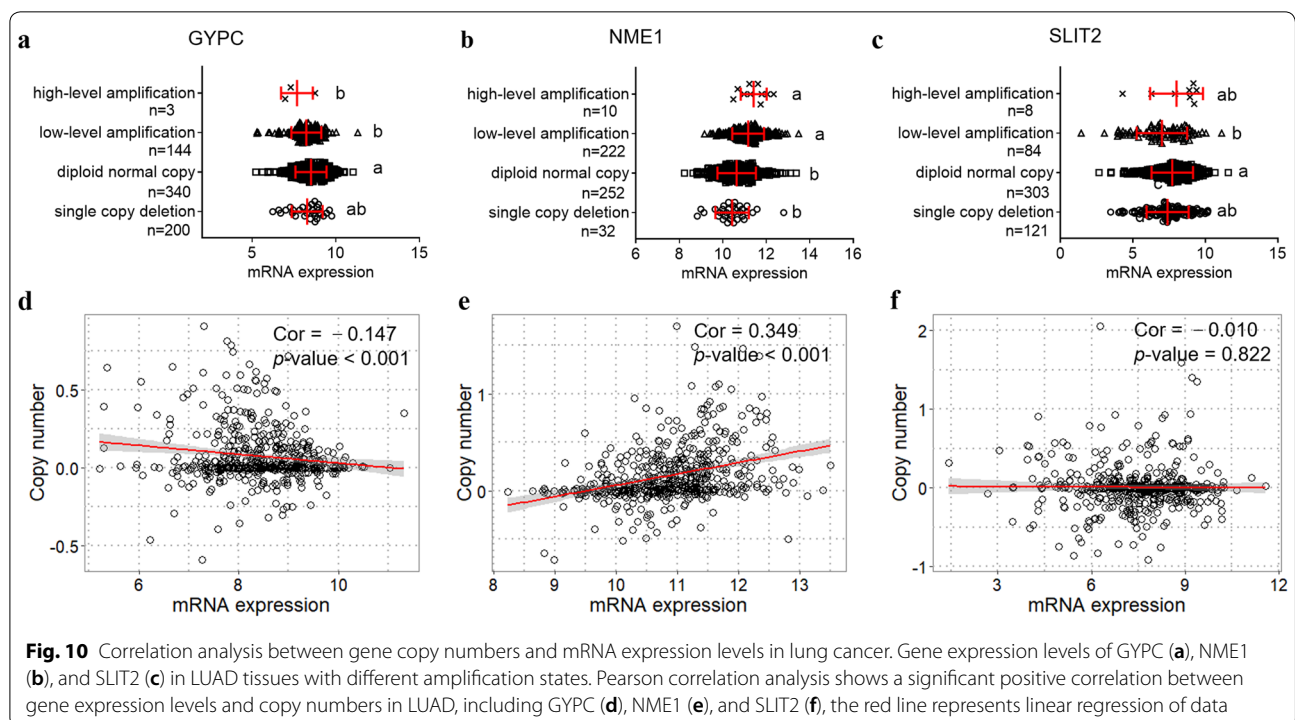 a GYPC
high-level amplification b
n=3
low-level amplification b
n=144
diploid normal copy a
n=340
single copy deletion ab
n=200
5 10 15
mRNA expression
b NME1
high-level amplification a
n=10
low-level amplification a
n=222
diploid normal copy b
n=252
single copy deletion b
n=32
6 8 10 12 14 16
mRNA expression
c SLIT2
high-level amplification ab
n=8
low-level amplification b
n=84
diploid normal copy a
n=303
c
single copy deletion ab
n=121
0 5 10 15
mRNA expression
d
Cor = − 0.147
p-value < 0.001
Copy number
0.5
0.0
-0.5
6 8 10
mRNA expression
e
Cor = 0.349
p-value < 0.001
Copy number
1
0
8 9 10 11 12 13
mRNA expression
f
Cor = − 0.010
p-value = 0.822
Copy number
2
1
0
-1
3 6 9 12
mRNA expression
Fig. 10 Correlation analysis between gene copy numbers and mRNA expression levels in lung cancer. Gene expression levels of GYPC (a), NME1
(b), and SLIT2 (c) in LUAD tissues with different amplification states. Pearson correlation analysis shows a significant positive correlation between
gene expression levels and copy numbers in LUAD, including GYPC (d), NME1 (e), and SLIT2 (f), the red line represents linear regression of data